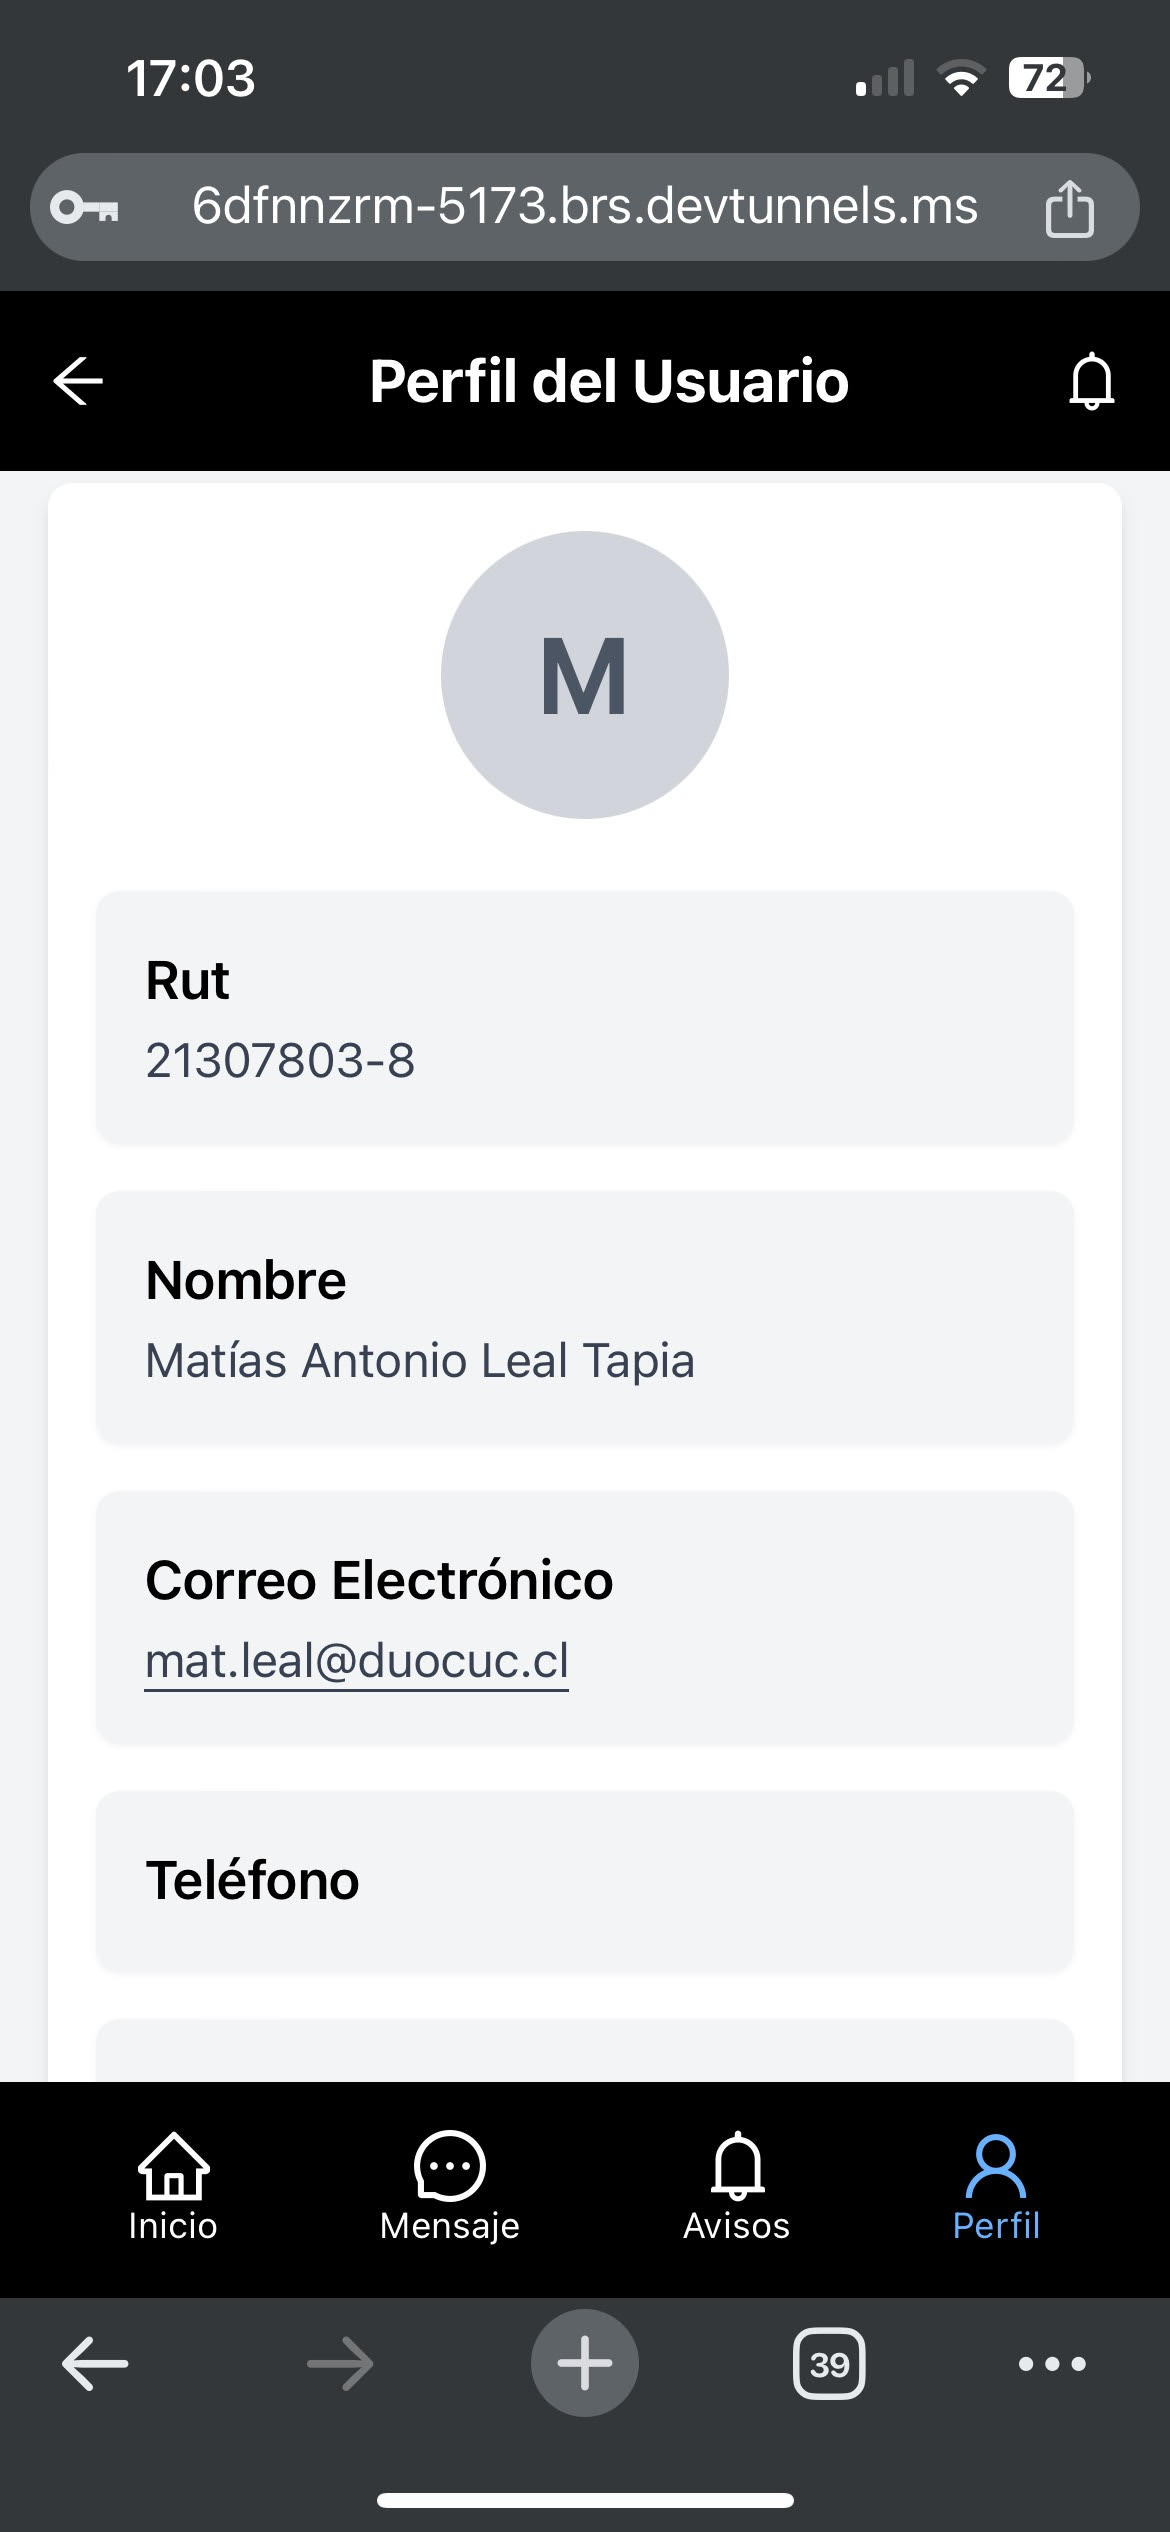 17:03
72
6dfnnzrm-5173.brs.devtunnels.ms
Perfil del Usuario
M
Rut
21307803-8
Nombre
Matías Antonio Leal Tapia
Correo Electrónico
mat.leal@duocuc.cl
Teléfono
Inicio
Mensaje
Avisos
Perfil
39